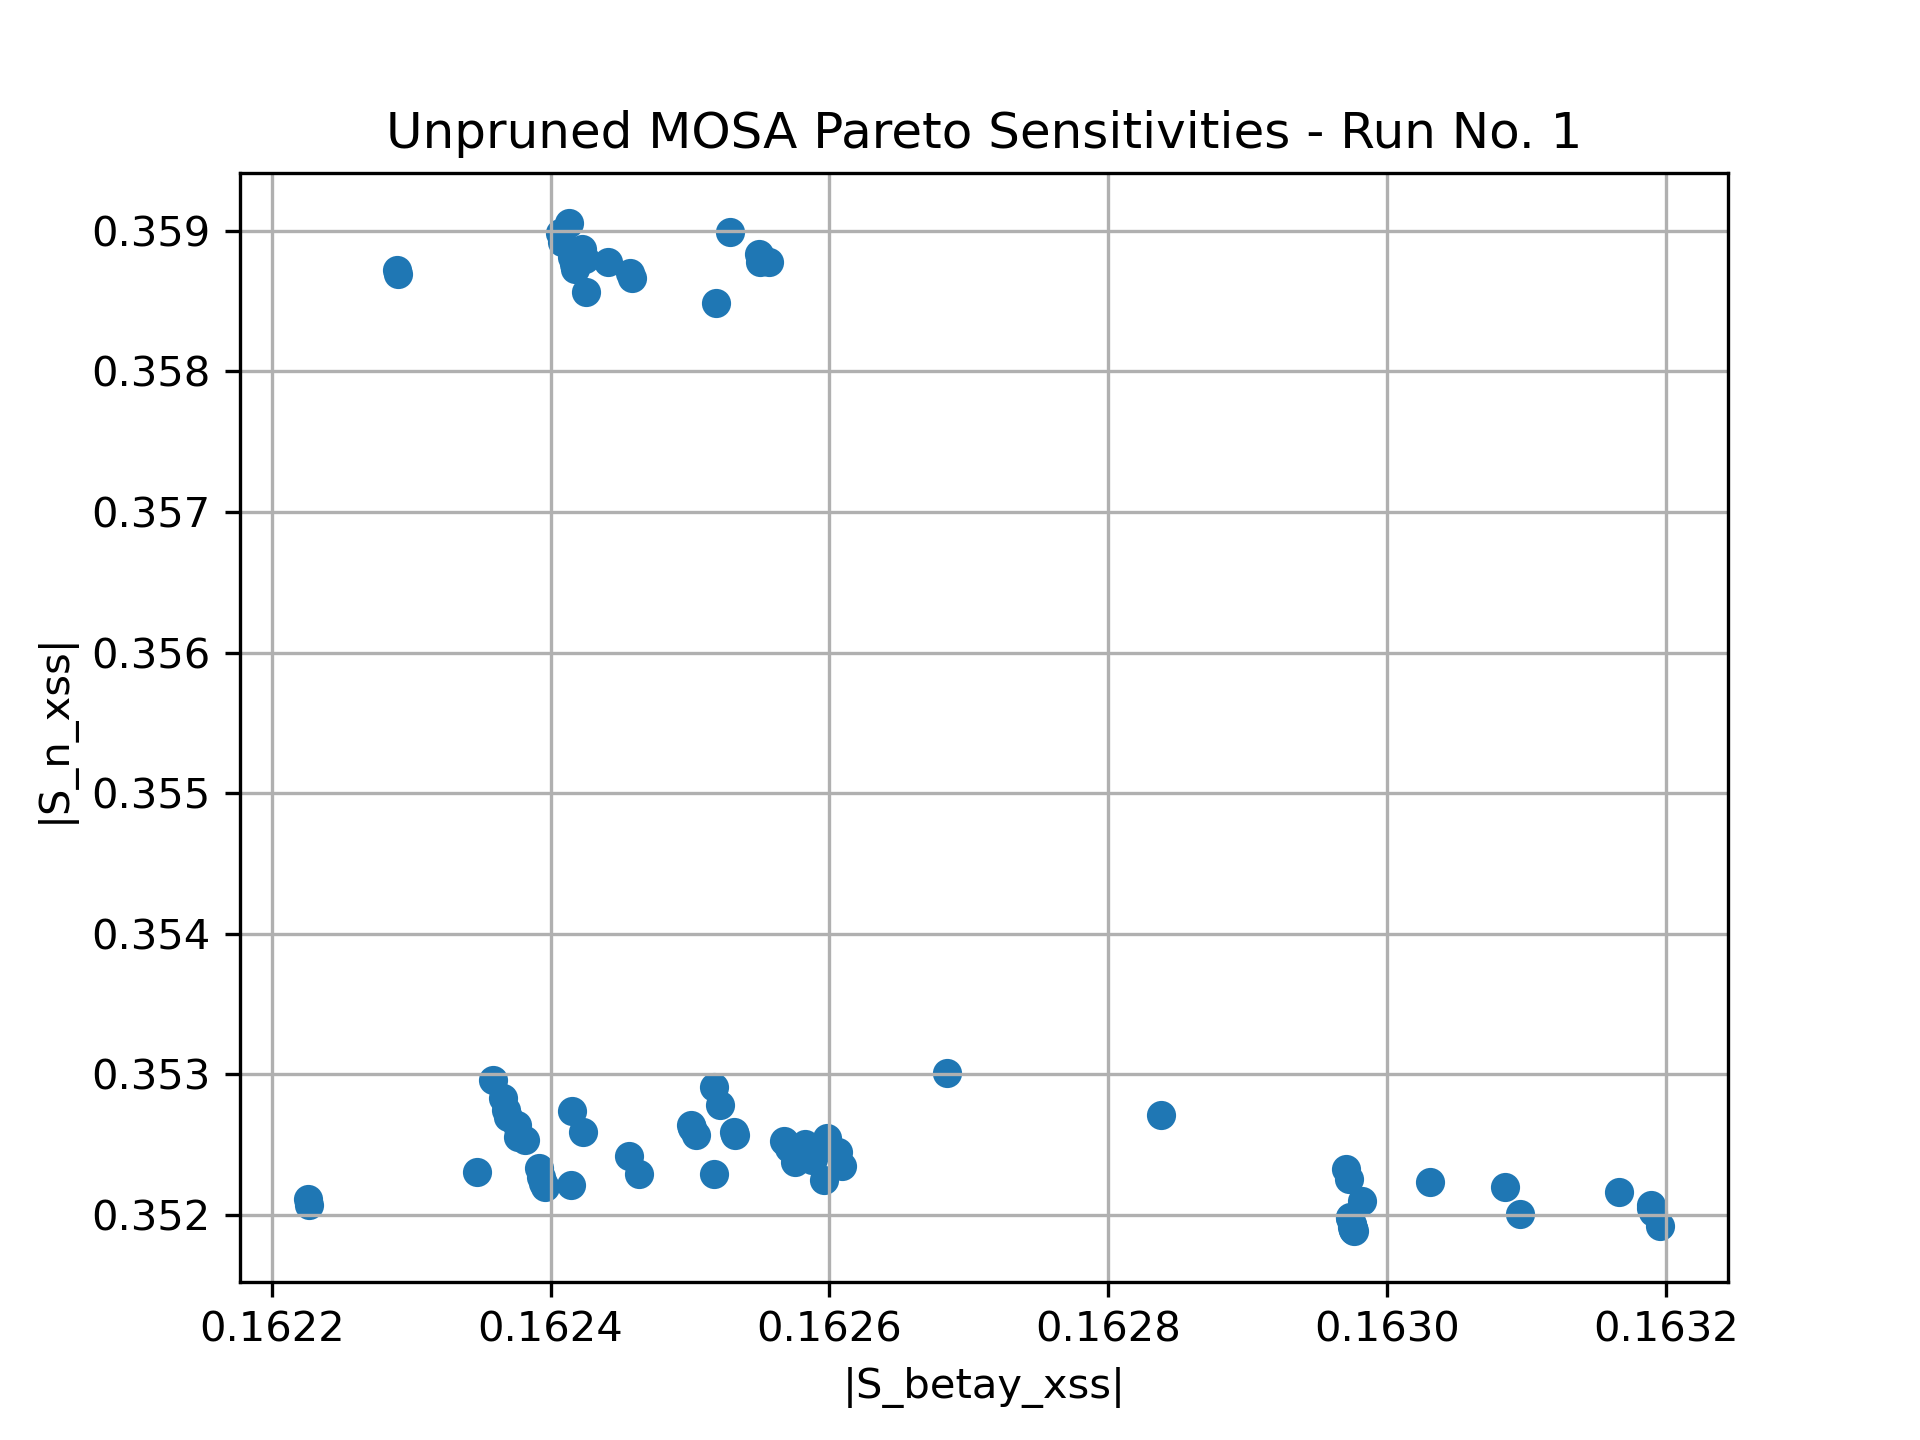 Unpruned MOSA Pareto Sensitivities - Run No. 1
0.359
0.358
0.357
0.356
0.355
0.354
0.353
0.352
|S_n_xss|
0.1622 0.1624 0.1626 0.1628 0.1630 0.1632
|S_betay_xss|